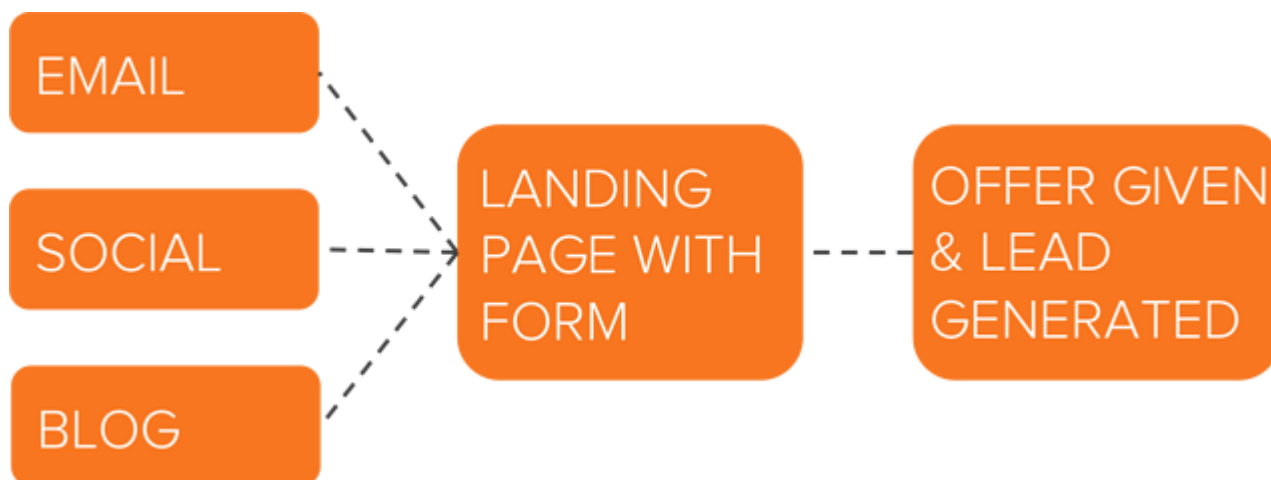 EMAIL
SOCIAL
BLOG
LANDING
PAGE WITH
FORM
OFFER GIVEN
& LEAD
GENERATED